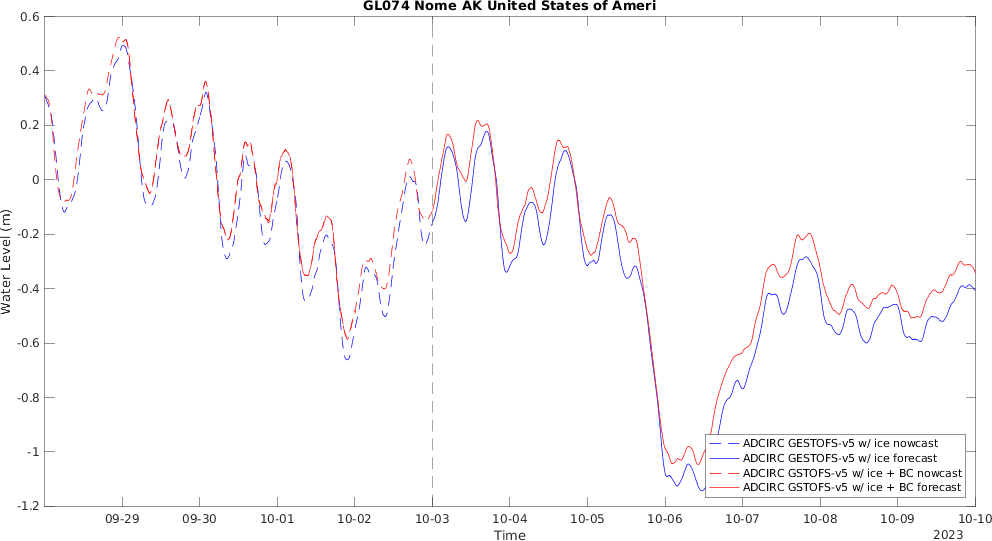 GL074 Nome AK United States of Ameri
0.6
0.4
0.2
0
-0.2
-0.4
-0.6
-0.8
-1
-1.2
Water Level (m)
ADCIRC GESTOFS-v5 w/ ice nowcast
ADCIRC GESTOFS-v5 w/ ice forecast
ADCIRC GSTOFS-v5 w/ ice + BC nowcast
ADCIRC GSTOFS-v5 w/ ice + BC forecast
09-29 09-30 10-01 10-02 10-03 10-04 10-05 10-06 10-07 10-08 10-09 10-10
Time
2023